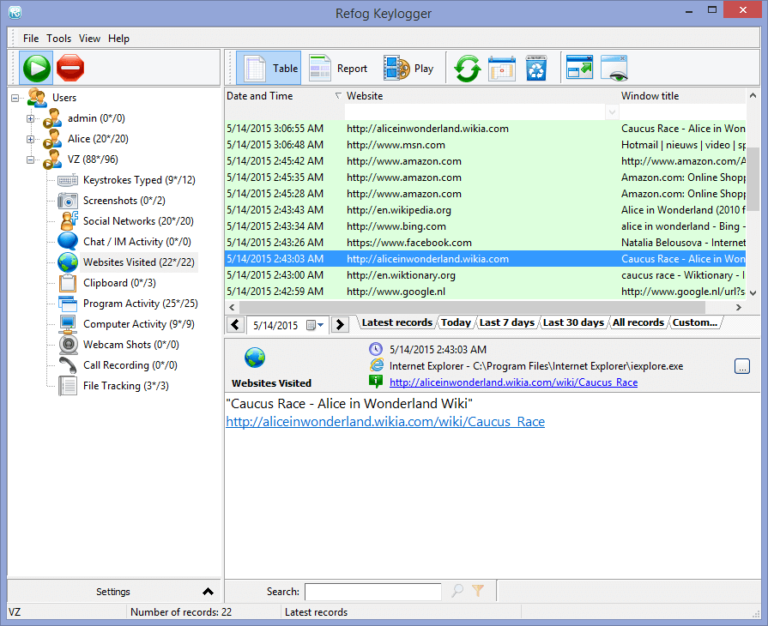 Refog Keylogger
File Tools View Help
Table Report Play
Users
admin (0*/0)
Alice (20*/20)
VZ (88*/96)
Keystrokes Typed (9*/12)
Screenshots (0*/2)
Social Networks (20*/20)
Chat / IM Activity (0*/0)
Websites Visited (22*/22)
Clipboard (0*/3)
Program Activity (25*/25)
Computer Activity (9*/9)
Webcam Shots (0*/0)
Call Recording (0*/0)
File Tracking (3*/3)
Date and Time Website Window title
5/14/2015 3:06:55 AM http://aliceinwonderland.wikia.com Caucus Race - Alice in Won
5/14/2015 3:06:48 AM http://www.msn.com Hotmail | nieuws | video | sp
5/14/2015 2:45:42 AM http://www.amazon.com http://www.amazon.com/A
5/14/2015 2:45:35 AM http://www.amazon.com Amazon.com: Online Shopp
5/14/2015 2:45:28 AM http://www.amazon.com Amazon.com: Online Shopp
5/14/2015 2:43:43 AM http://en.wikipedia.org Alice in Wonderland (2010 f
5/14/2015 2:43:34 AM http://www.bing.com alice in wonderland - Bing -
5/14/2015 2:43:26 AM https://www.facebook.com Natalia Belousova - Internet
5/14/2015 2:43:03 AM http://aliceinwonderland.wikia.com Caucus Race - Alice in Won
5/14/2015 2:43:00 AM http://en.wiktionary.org caucus race - Wiktionary - I
5/14/2015 2:42:59 AM http://www.google.nl http://www.google.nl/url?s
5/14/2015 Latest records Today Last 7 days Last 30 days All records Custom...
Websites Visited
5/14/2015 2:43:03 AM
Internet Explorer - C:\Program Files\Internet Explorer\iexplore.exe
http://aliceinwonderland.wikia.com/wiki/Caucus_Race
...
"Caucus Race - Alice in Wonderland Wiki"
http://aliceinwonderland.wikia.com/wiki/Caucus_Race
Settings
Search:
VZ Number of records: 22 Latest records